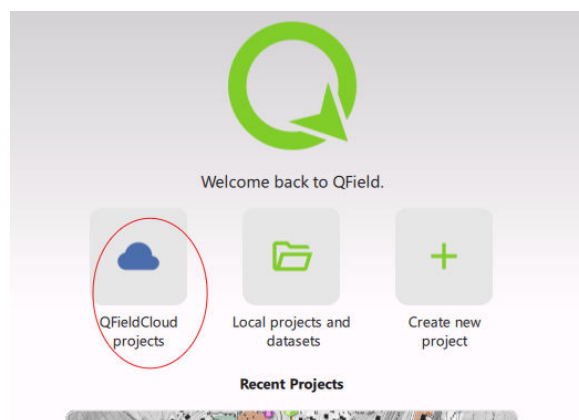 Welcome back to QField.
QFieldCloud
projects
Local projects and
datasets
Create new
project
Recent Projects